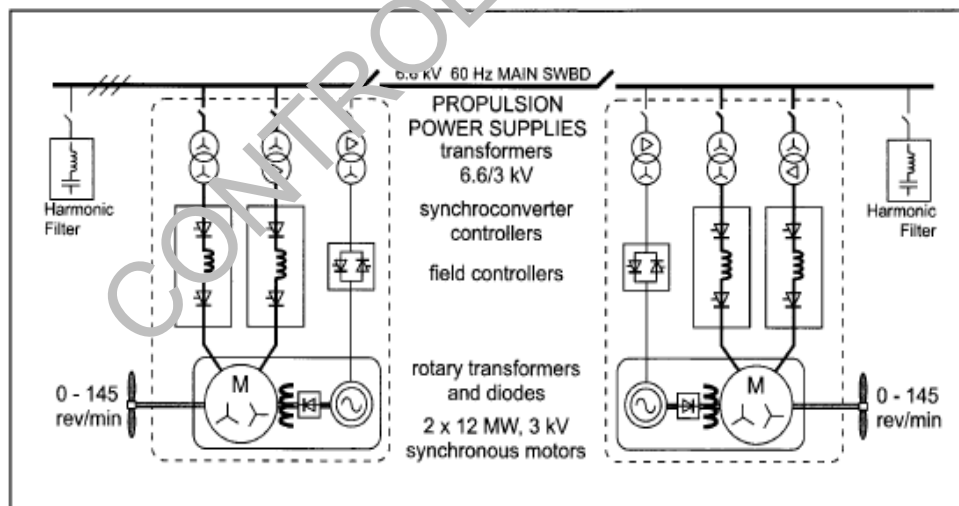 CONTROL
6.6 kV 60 Hz MAIN SWBD
PROPULSION
POWER SUPPLIES
transformers
6.6/3 kV
Harmonic
Filter
synchroconverter
controllers
Harmonic
Filter
field controllers
rotary transformers
and diodes
M
M
0 - 145
rev/min
0 - 145
rev/min
2 x 12 MW, 3 kV
synchronous motors